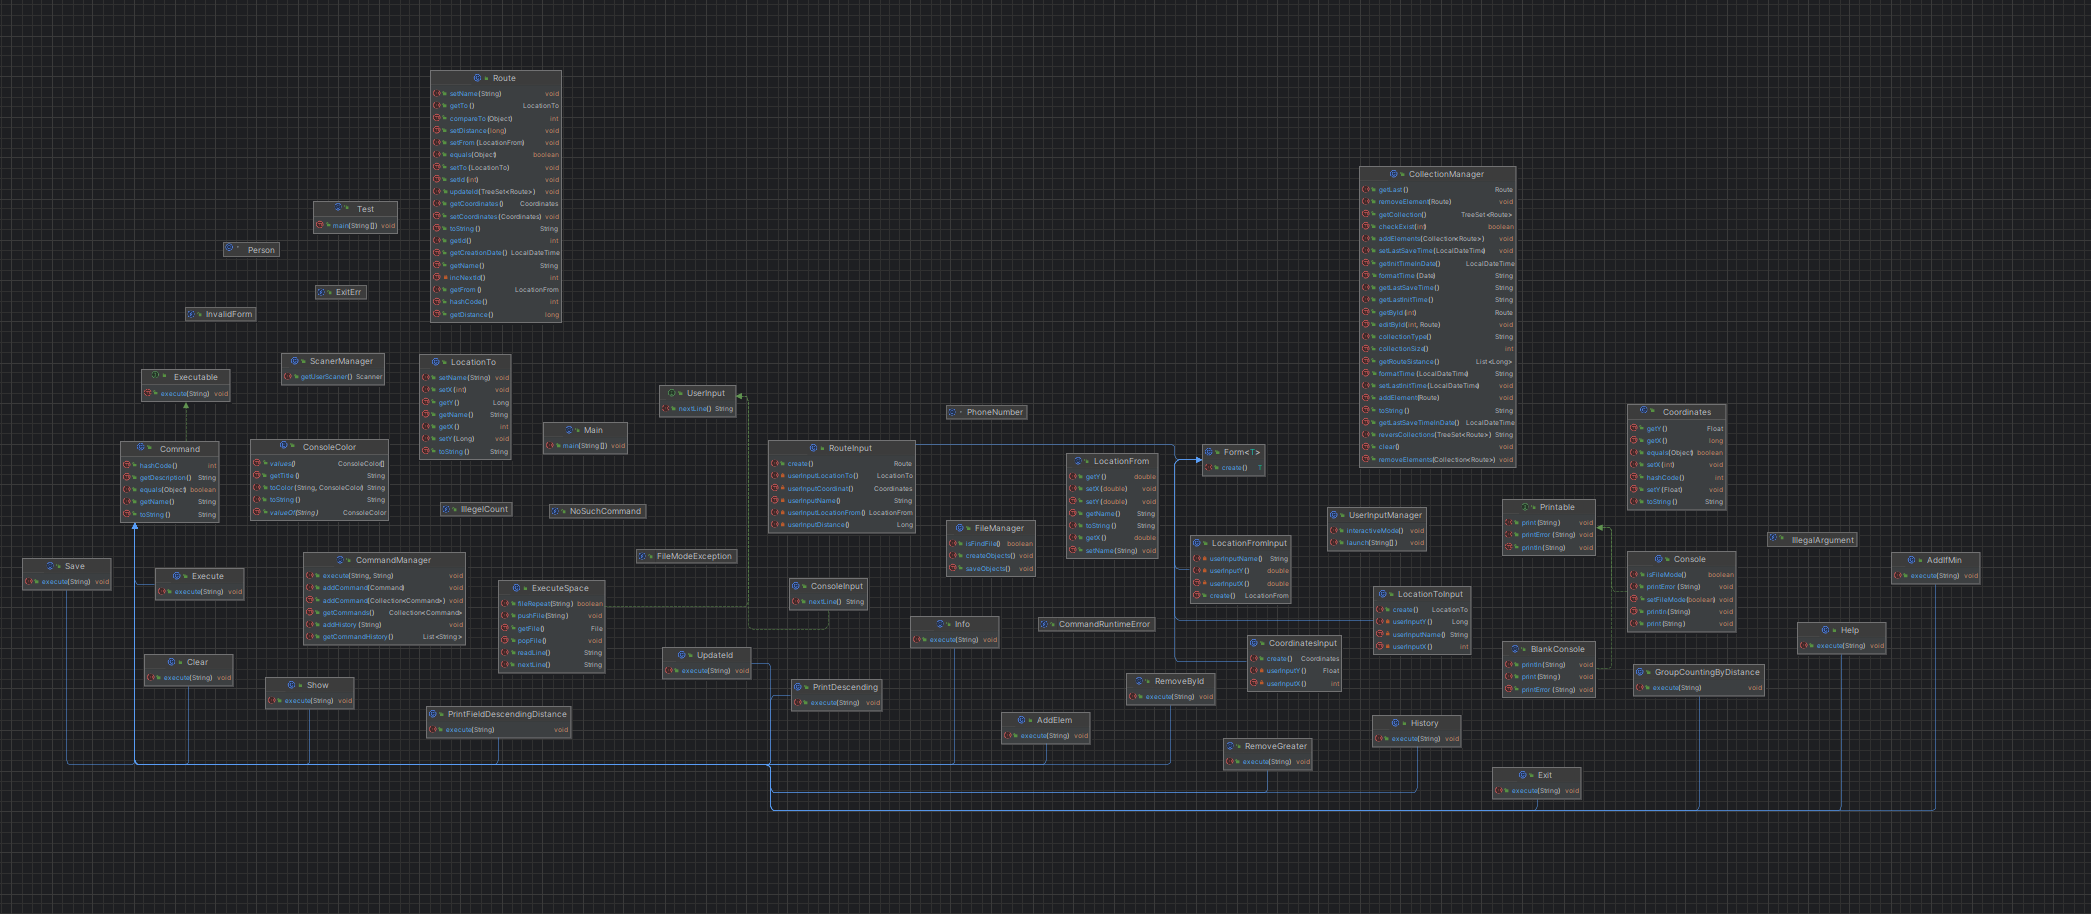 Route
setName(String) void
getTo() LocationTo
compareTo(Object) int
setDistance(long) void
setFrom(LocationFrom) void
equals(Object) boolean
setTo(LocationTo) void
setId(int) void
updateId(TreeSet<Route>) void
getCoordinates() Coordinates
setCoordinates(Coordinates) void
toString() String
getId() int
getCreationDate() LocalDateTime
getName() String
incNextId() int
getFrom() LocationFrom
hashCode() int
getDistance() long
CollectionManager
getLast() Route
removeElement(Route) void
getCollection() TreeSet<Route>
checkExist(int) boolean
addElements(Collection<Route>) void
setLastSaveTime(LocalDateTime) void
getInitTimeInDate() LocalDateTime
formatTime(Date) String
getLastSaveTime() String
getLastInitTime() String
getById(int) Route
editById(int, Route) void
collectionType() String
collectionSize() int
getRouteSistance() List<Long>
formatTime(LocalDateTime) String
setLastInitTime(LocalDateTime) void
addElement(Route) void
toString() String
getLastSaveTimeInDate() LocalDateTime
reversCollections(TreeSet<Route>) String
clear() void
removeElements(Collection<Route>) void
Test
main(String[]) void
Person
ExitErr
InvalidForm
ScanerManager
getUserScaner() Scanner
LocationTo
setName(String) void
setX(int) void
getY() Long
getName() String
getX() int
setY(Long) void
toString() String
Executable
execute(String) void
UserInput
nextLine() String
PhoneNumber
Coordinates
getY() Float
getX() long
equals(Object) boolean
setX(int) void
hashCode() int
setY(Float) void
toString() String
Main
main(String[]) void
Command
hashCode() int
getDescription() String
equals(Object) boolean
getName() String
toString() String
ConsoleColor
values() ConsoleColor[]
getTitle() String
toColor(String, ConsoleColor) String
toString() String
valueOf(String) ConsoleColor
RouteInput
create() Route
userInputLocationTo() LocationTo
userInputCoordinat() Coordinates
userInputName() String
userInputLocationFrom() LocationFrom
userInputDistance() Long
LocationFrom
getY() double
setX(double) void
setY(double) void
getName() String
toString() String
getX() double
setName(String) void
Form<T>
create() T
IllegelCount
NoSuchCommand
FileManager
isFindFile() boolean
createObjects() void
saveObjects() void
UserInputManager
interactiveMode() void
launch(String[]) void
Printable
print(String) void
printError(String) void
println(String) void
IllegalArgument
LocationFromInput
userInputName() String
userInputY() double
userInputX() double
create() LocationFrom
FileModeException
Save
execute(String) void
Execute
execute(String) void
CommandManager
execute(String, String) void
addCommand(Command) void
addCommand(Collection<Command>) void
getCommands() Collection<Command>
addHistory(String) void
getCommandHistory() List<String>
ExecuteSpace
fileRepeat(String) boolean
pushFile(String) void
getFile() File
popFile() void
readLine() String
nextLine() String
ConsoleInput
nextLine() String
Console
isFileMode() boolean
printError(String) void
setFileMode(boolean) void
println(String) void
print(String) void
AddIfMin
execute(String) void
LocationToInput
create() LocationTo
userInputY() Long
userInputName() String
userInputX() int
Info
execute(String) void
CommandRuntimeError
CoordinatesInput
create() Coordinates
userInputY() Float
userInputX() int
BlankConsole
println(String) void
print(String) void
printError(String) void
Help
execute(String) void
Clear
execute(String) void
Show
execute(String) void
UpdateId
execute(String) void
PrintDescending
execute(String) void
RemoveById
execute(String) void
GroupCountingByDistance
execute(String) void
PrintFieldDescendingDistance
execute(String) void
AddElem
execute(String) void
History
execute(String) void
RemoveGreater
execute(String) void
Exit
execute(String) void